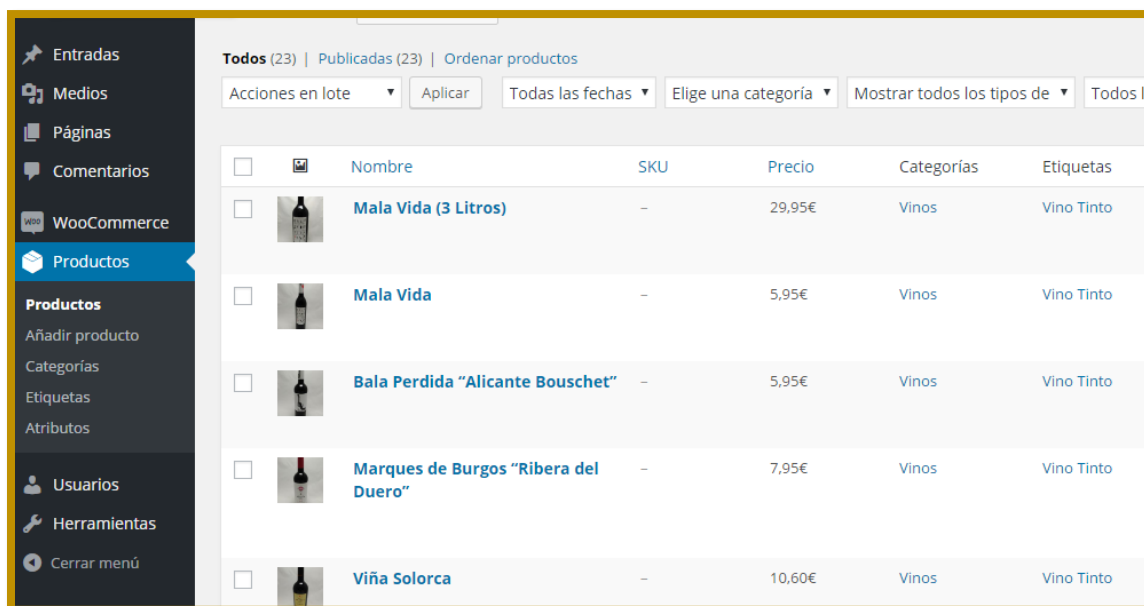 Entradas
Medios
Páginas
Comentarios
WooCommerce
Productos
Productos
Añadir producto
Categorías
Etiquetas
Atributos
Usuarios
Herramientas
Cerrar menú
Todos (23) | Publicadas (23) | Ordenar productos
Acciones en lote Aplicar Todas las fechas Elige una categoría Mostrar todos los tipos de Todos
Nombre SKU Precio Categorías Etiquetas
Mala Vida (3 Litros) – 29,95€ Vinos Vino Tinto
Mala Vida – 5,95€ Vinos Vino Tinto
Bala Perdida “Alicante Bouschet” – 5,95€ Vinos Vino Tinto
Marques de Burgos “Ribera del – 7,95€ Vinos Vino Tinto
Duero”
Viña Solorca – 10,60€ Vinos Vino Tinto